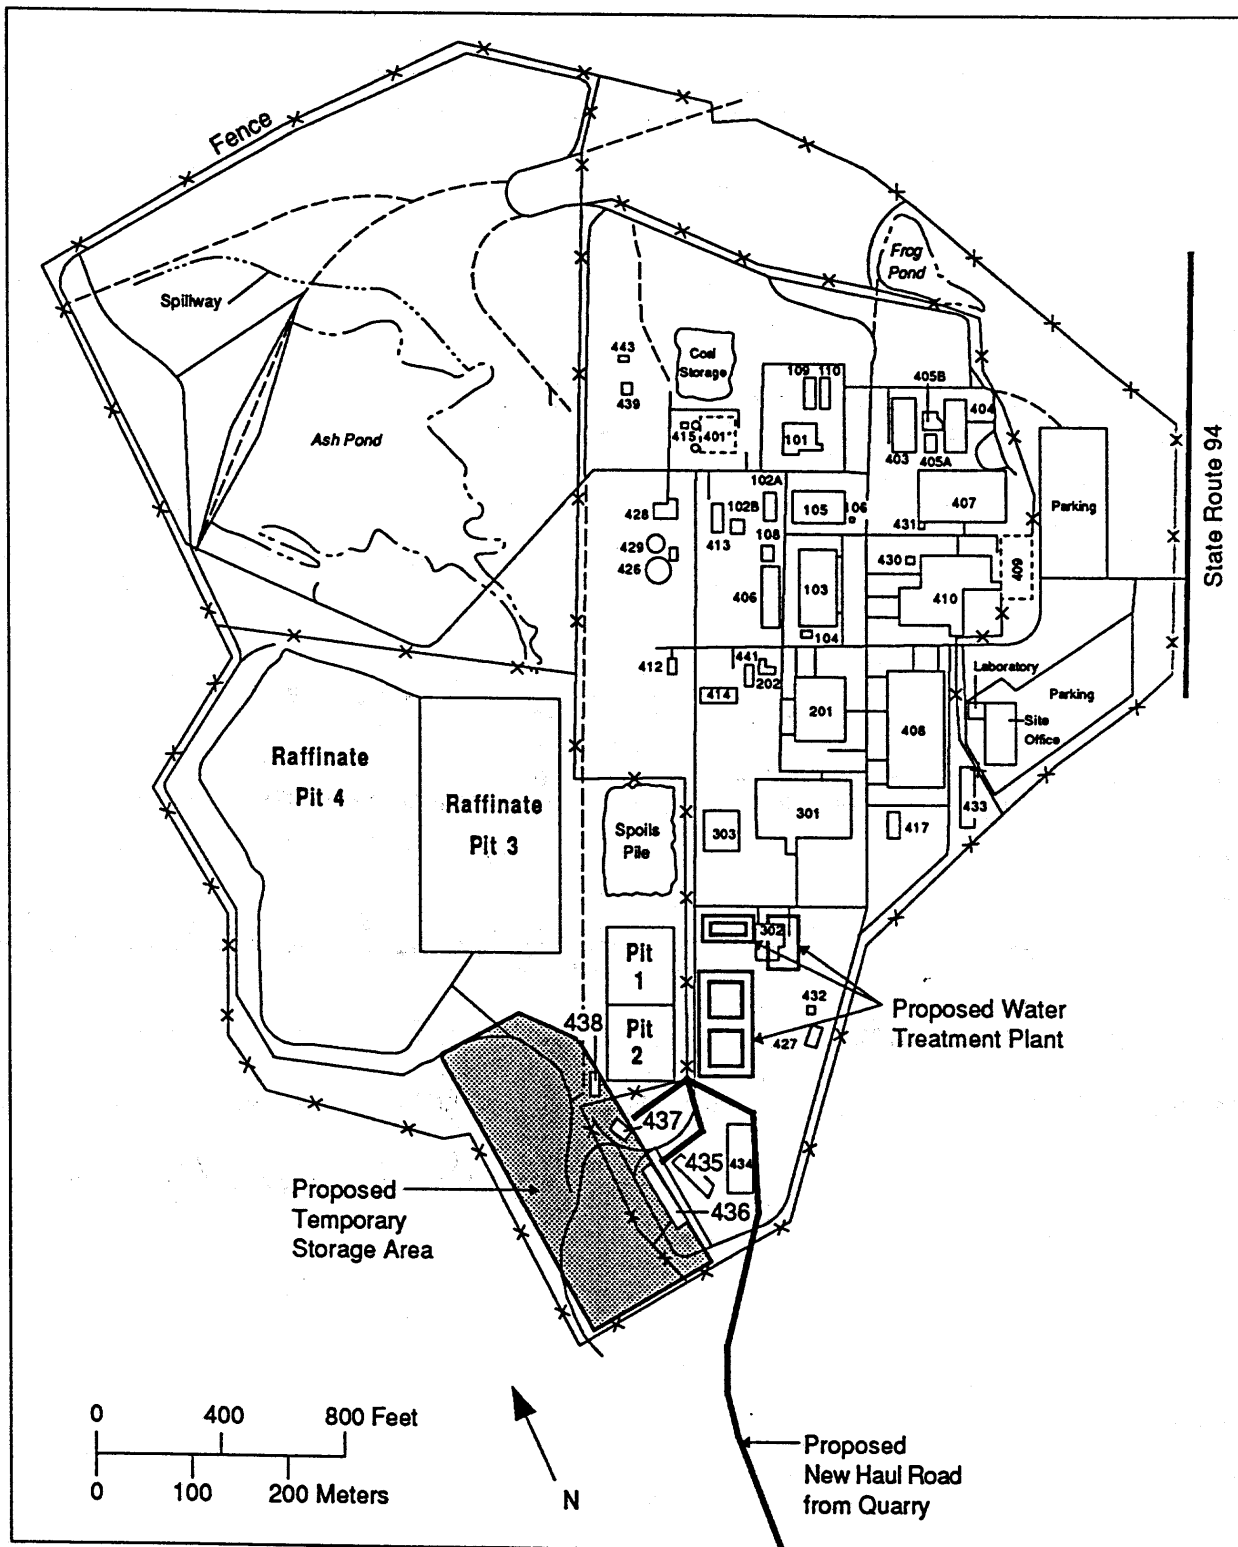 Fence
Frog
Pond
Spillway
State Route 94
443
Coal
Storage
109 110
405B
439
404
Ash Pond
415 401*
101
403
405A
102A
428
102B
105
106
407
Parking
431
413
429
108
430
409
426
406
103
410
104
412
441
202
Laboratory
414
Parking
201
408
Site
Office
Raffinate
Pit 4
Raffinate
Pit 3
Spoils
Pile
303
301
417
433
302
Pit
1
432
Proposed Water
Treatment Plant
438
Pit
2
427
437
435
434
Proposed
Temporary
Storage Area
436
0 400 800 Feet
0 100 200 Meters
N
Proposed
New Haul Road
from Quarry